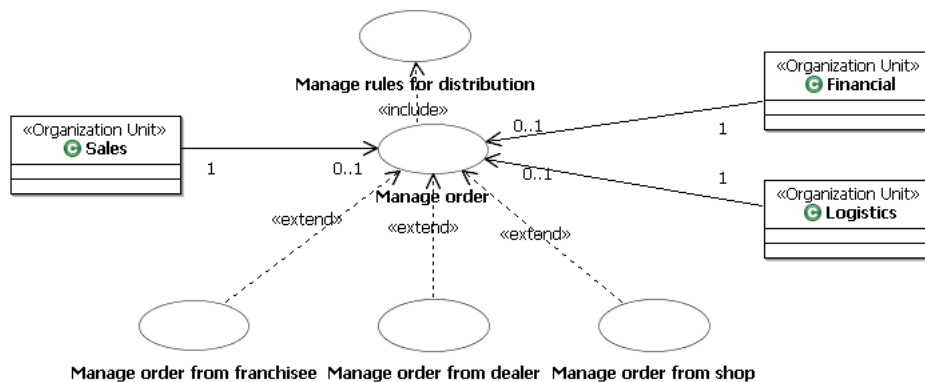 Manage rules for distribution
«include»
«Organization Unit»
C Financial
0..1
1
«Organization Unit»
C Sales
1
0..1
0..1
1
«Organization Unit»
C Logistics
Manage order
«extend»
«extend»
«extend»
Manage order from franchisee
Manage order from dealer
Manage order from shop